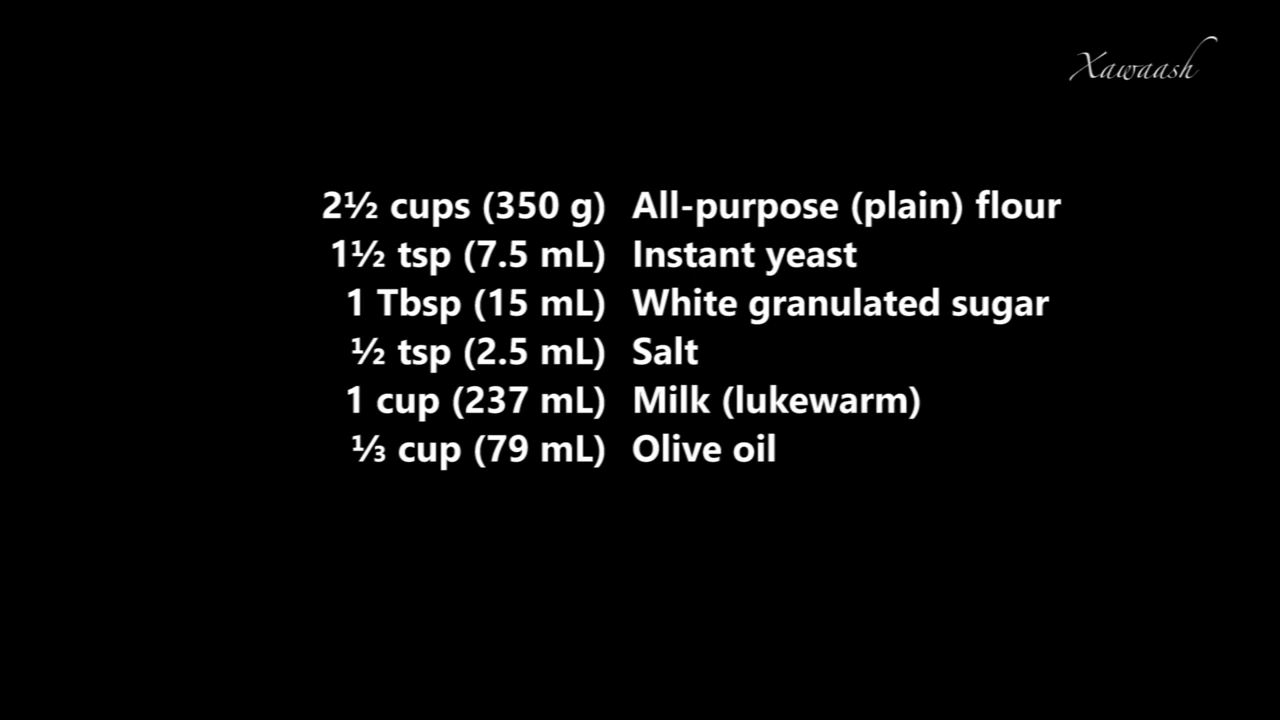 Xawaash
2½ cups (350 g) All-purpose (plain) flour
1½ tsp (7.5 mL) Instant yeast
1 Tbsp (15 mL) White granulated sugar
½ tsp (2.5 mL) Salt
1 cup (237 mL) Milk (lukewarm)
⅓ cup (79 mL) Olive oil